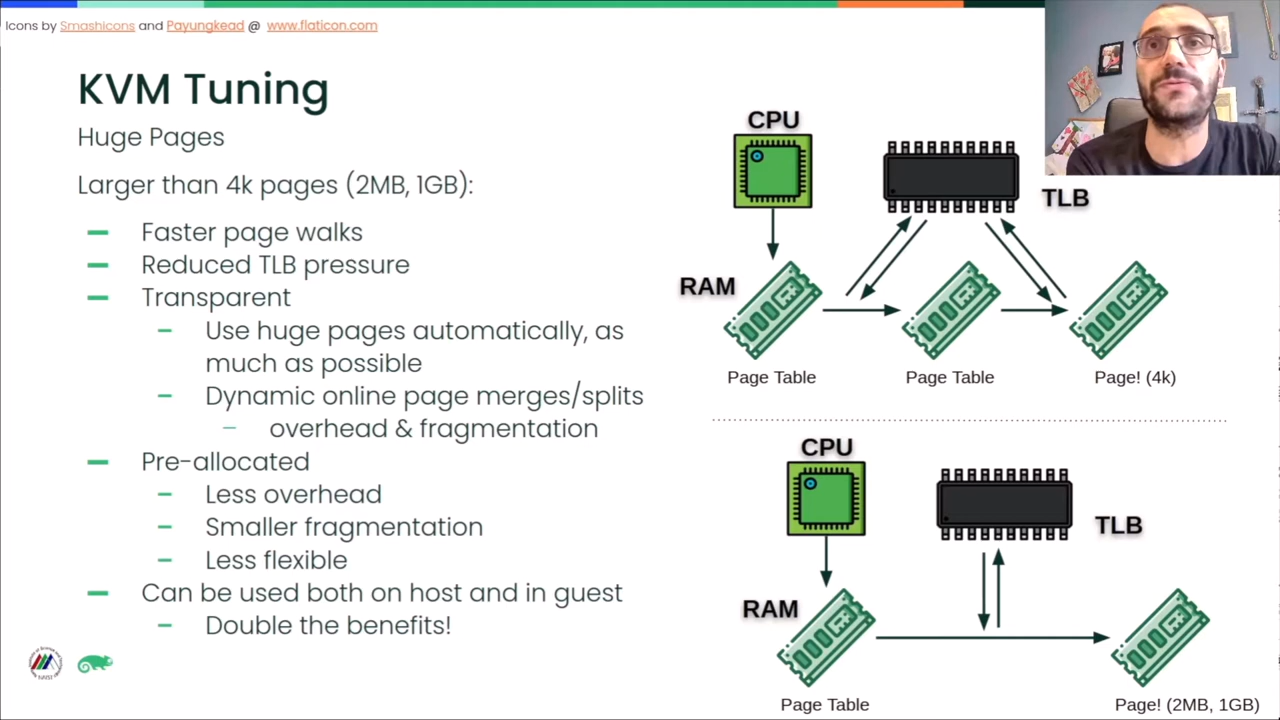 Icons by Smashicons and Payungkead @ www.flaticon.com
KVM Tuning
Huge Pages
Larger than 4k pages (2MB, 1GB):
Faster page walks
Reduced TLB pressure
Transparent
Use huge pages automatically, as
much as possible
Dynamic online page merges/splits
overhead & fragmentation
Pre-allocated
Less overhead
Smaller fragmentation
Less flexible
Can be used both on host and in guest
Double the benefits!
CPU
TLB
RAM
Page Table
Page Table
Page! (4k)
CPU
TLB
RAM
Page Table
Page! (2MB, 1GB)